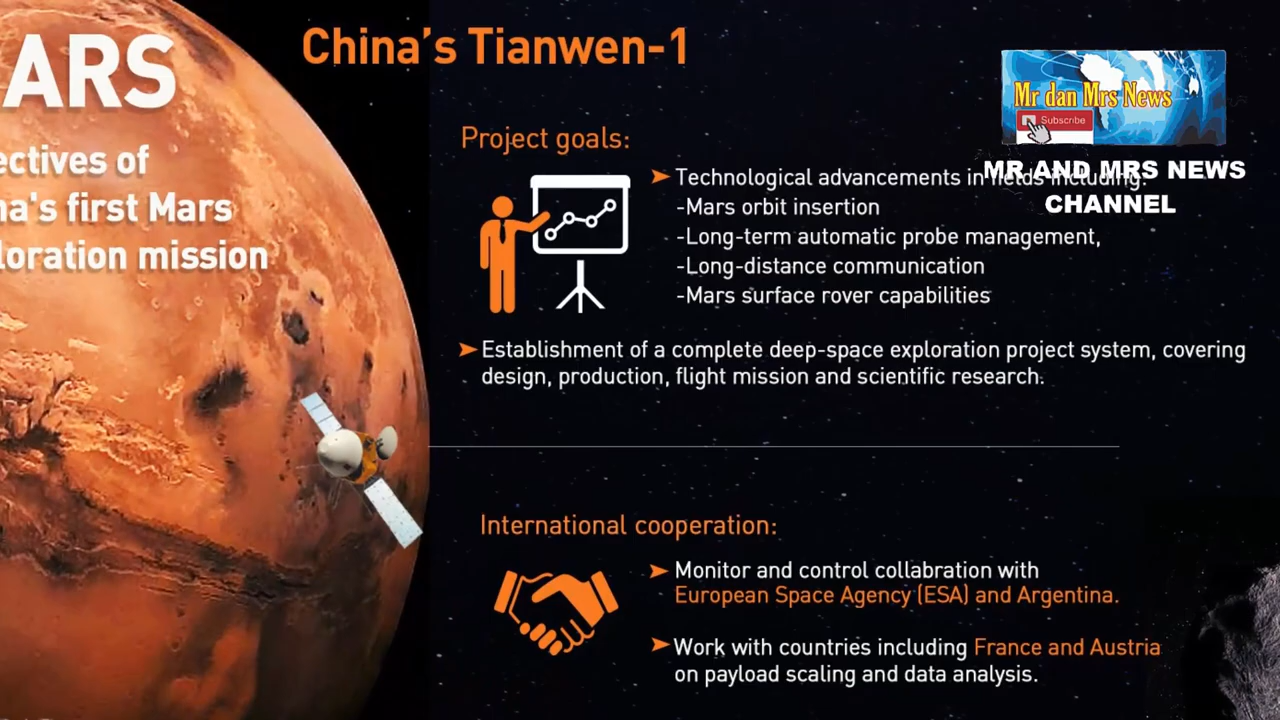 ARS
ectives of
na's first Mars
loration mission
China's Tianwen-1
Project goals:
Technological advancements in fields including:
-Mars orbit insertion
-Long-term automatic probe management,
-Long-distance communication
-Mars surface rover capabilities
Establishment of a complete deep-space exploration project system, covering
design, production, flight mission and scientific research.
International cooperation:
Monitor and control collabration with
European Space Agency (ESA) and Argentina.
Work with countries including France and Austria
on payload scaling and data analysis.
Mr dan Mrs News
Subscribe
MR AND MRS NEWS
CHANNEL